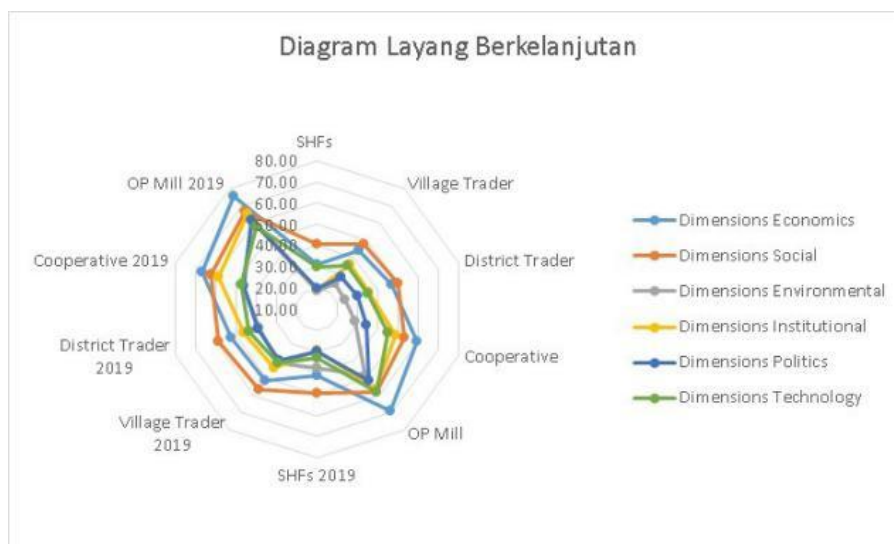 Diagram Layang Berkelanjutan
SHFs
80.00
70.00
60.00
50.00
40.00
30.00
20.00
10.00
Village Trader
District Trader
Cooperative
OP Mill
SHFs 2019
Village Trader
2019
District Trader
2019
Cooperative 2019
OP Mill 2019
Dimensions Economics
Dimensions Social
Dimensions Environmental
Dimensions Institutional
Dimensions Politics
Dimensions Technology